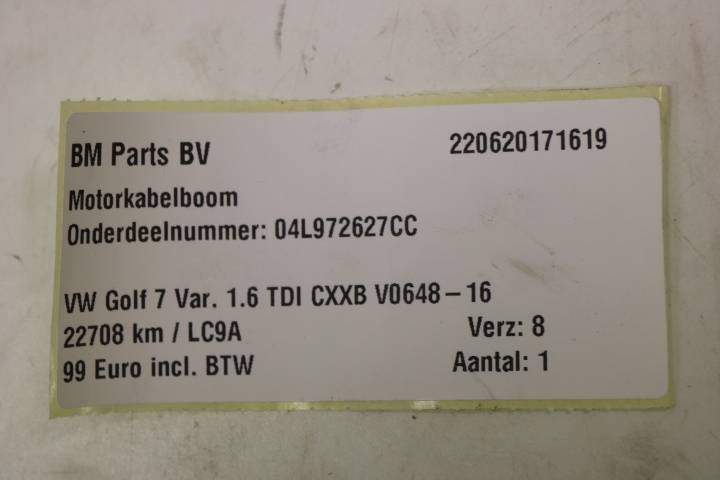 BM Parts BV 220620171619
Motorkabelboom
Onderdeelnummer: 04L972627CC
VW Golf 7 Var. 1.6 TDI CXXB V0648-16
22708 km / LC9A Verz: 8
99 Euro incl. BTW Aantal: 1